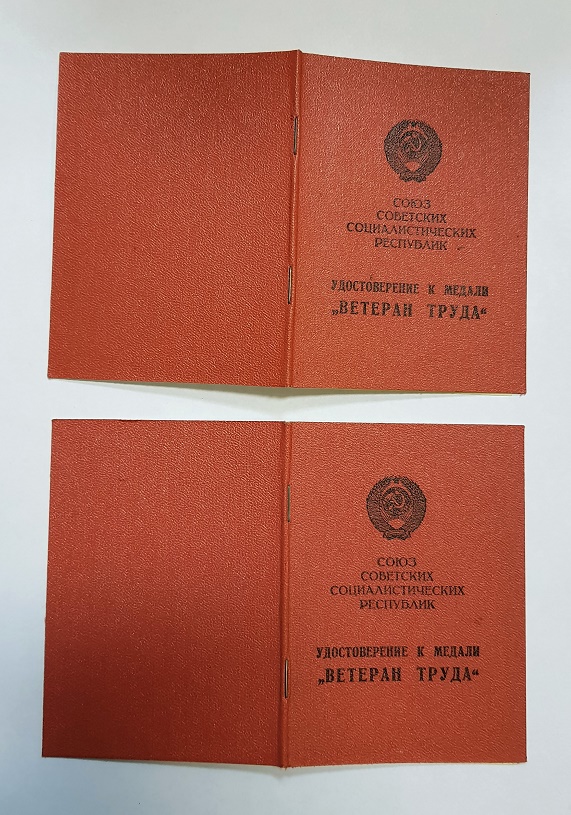 СОЮЗ
СОВЕТСКИХ
СОЦИАЛИСТИЧЕСКИХ
РЕСПУБЛИК
УДОСТОВЕРЕНИЕ К МЕДАЛИ
„ВЕТЕРАН ТРУДА“
СОЮЗ
СОВЕТСКИХ
СОЦИАЛИСТИЧЕСКИХ
РЕСПУБЛИК
УДОСТОВЕРЕНИЕ К МЕДАЛИ
„ВЕТЕРАН ТРУДА“